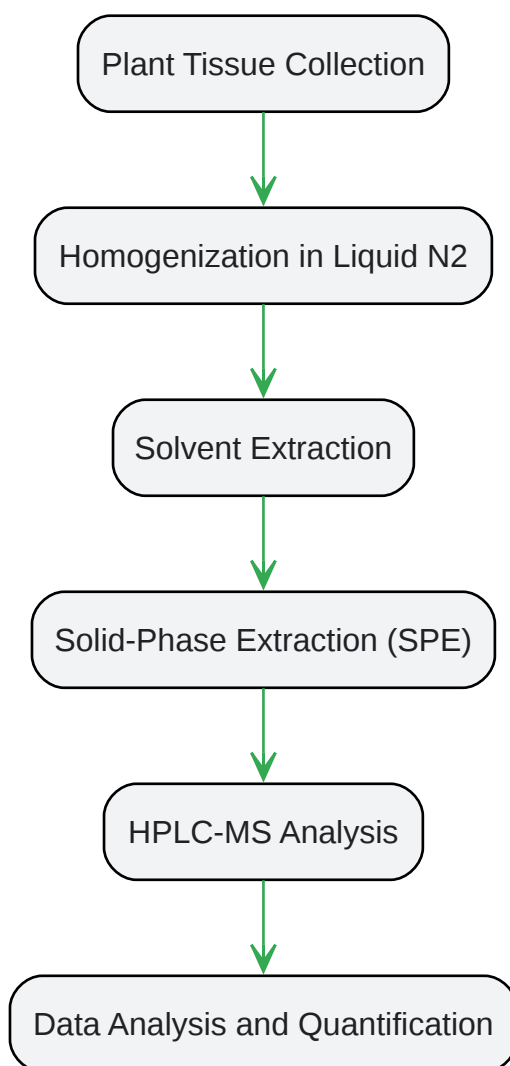 Plant Tissue Collection
Homogenization in Liquid N2
Solvent Extraction
Solid-Phase Extraction (SPE)
HPLC-MS Analysis
Data Analysis and Quantification